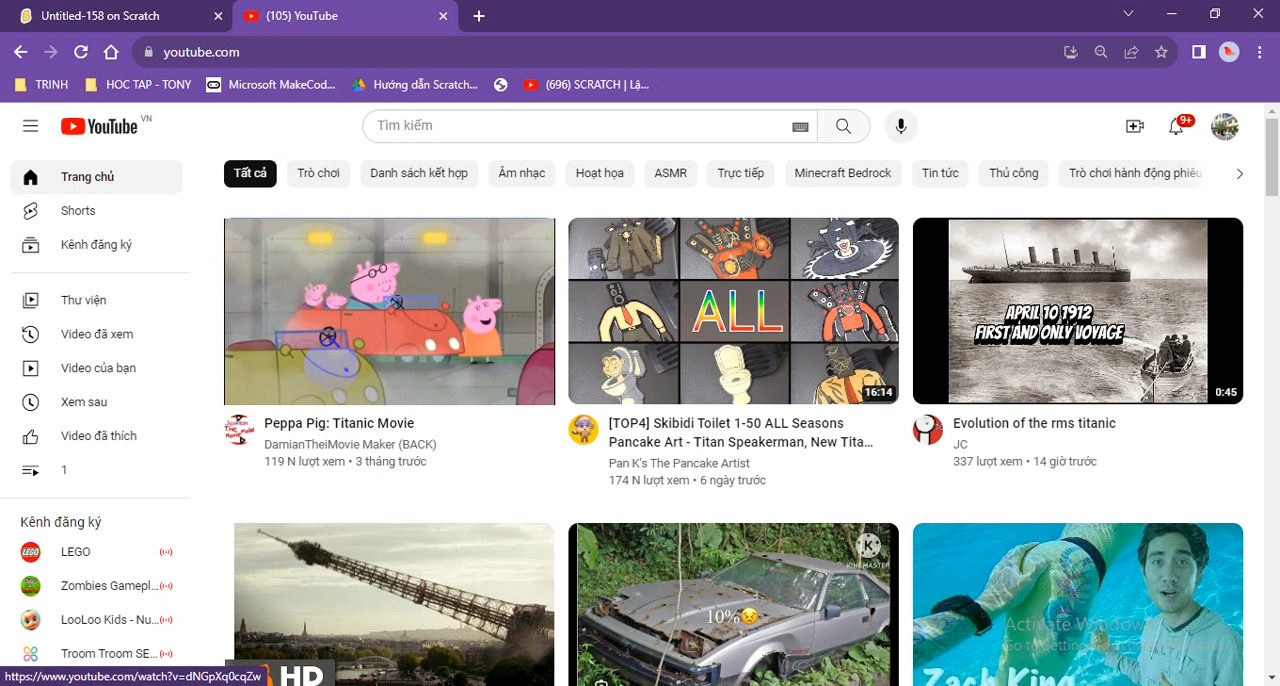 Untitled-158 on Scratch
(105) YouTube
youtube.com
TRINH
HOC TAP - TONY
Microsoft MakeCod...
Hướng dẫn Scratch...
(696) SCRATCH | Lậ...
YouTube VN
Tìm kiếm
9+
Trang chủ
Shorts
Kênh đăng ký
Thư viện
Video đã xem
Video của bạn
Xem sau
Video đã thích
1
Kênh đăng ký
LEGO
Zombies Gamepl...
LooLoo Kids - Nu...
Troom Troom SE...
Tất cả
Trò chơi
Danh sách kết hợp
Âm nhạc
Hoạt họa
ASMR
Trực tiếp
Minecraft Bedrock
Tin tức
Thủ công
Trò chơi hành động phiêu
Peppa Pig: Titanic Movie
DamianTheiMovie Maker (BACK)
119 N lượt xem • 3 tháng trước
ALL
16:14
[TOP4] Skibidi Toilet 1-50 ALL Seasons
Pancake Art - Titan Speakerman, New Tita...
Pan K's The Pancake Artist
174 N lượt xem • 6 ngày trước
APRIL 10 1912
FIRST AND ONLY VOYAGE
0:45
Evolution of the rms titanic
JC
337 lượt xem • 14 giờ trước
HD
KINEMASTER
10%
Zach King
Activate Windows
Go to Settings
https://www.youtube.com/watch?v=dNGpXq0cqZw